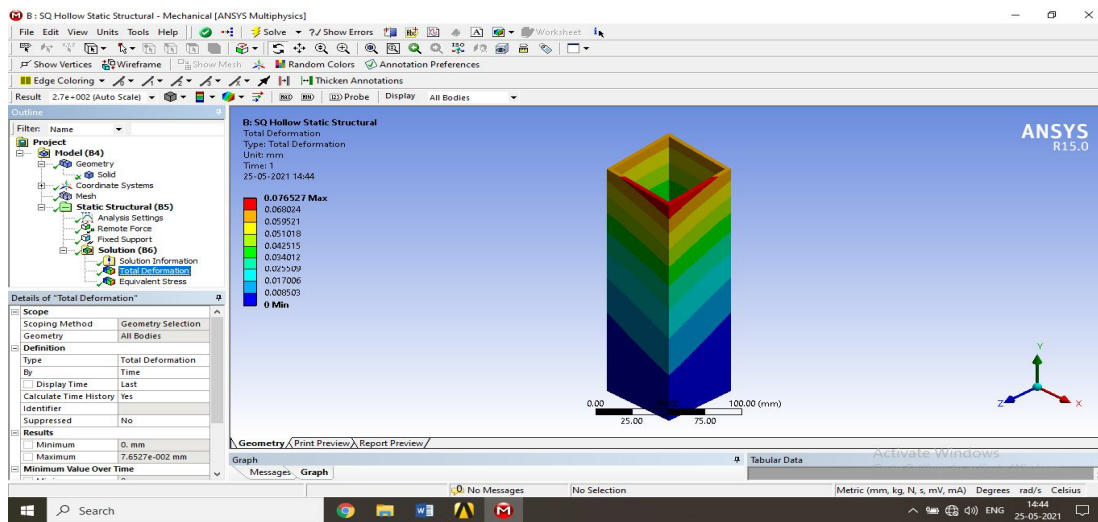 B : SQ Hollow Static Structural - Mechanical [ANSYS Multiphysics]
File Edit View Units Tools Help Solve ?/ Show Errors Worksheet
Show Vertices Wireframe Show Mesh Random Colors Annotation Preferences
Edge Coloring Thicken Annotations
Result 2.7e+002 (Auto Scale) Probe Display All Bodies
Outline
Filter: Name
Project
Model (B4)
Geometry
Solid
Coordinate Systems
Mesh
Static Structural (B5)
Analysis Settings
Remote Force
Fixed Support
Solution (B6)
Solution Information
Total Deformation
Equivalent Stress
Details of "Total Deformation"
Scope
Scoping Method Geometry Selection
Geometry All Bodies
Definition
Type Total Deformation
By Time
Display Time Last
Calculate Time History Yes
Identifier
Suppressed No
Results
Minimum 0. mm
Maximum 7.6527e-002 mm
Minimum Value Over Time
B: SQ Hollow Static Structural
Total Deformation
Type: Total Deformation
Unit: mm
Time: 1
25-05-2021 14:44
0.076527 Max
0.068024
0.059521
0.051018
0.042515
0.034012
0.025509
0.017006
0.008503
0 Min
ANSYS
R15.0
Y
Z X
0.00 100.00 (mm)
25.00 75.00
Geometry Print Preview Report Preview
Graph
Messages Graph
Tabular Data
Activate Windows
0 No Messages No Selection Metric (mm, kg, N, s, mV, mA) Degrees rad/s Celsius
Search
ENG
14:44
25-05-2021